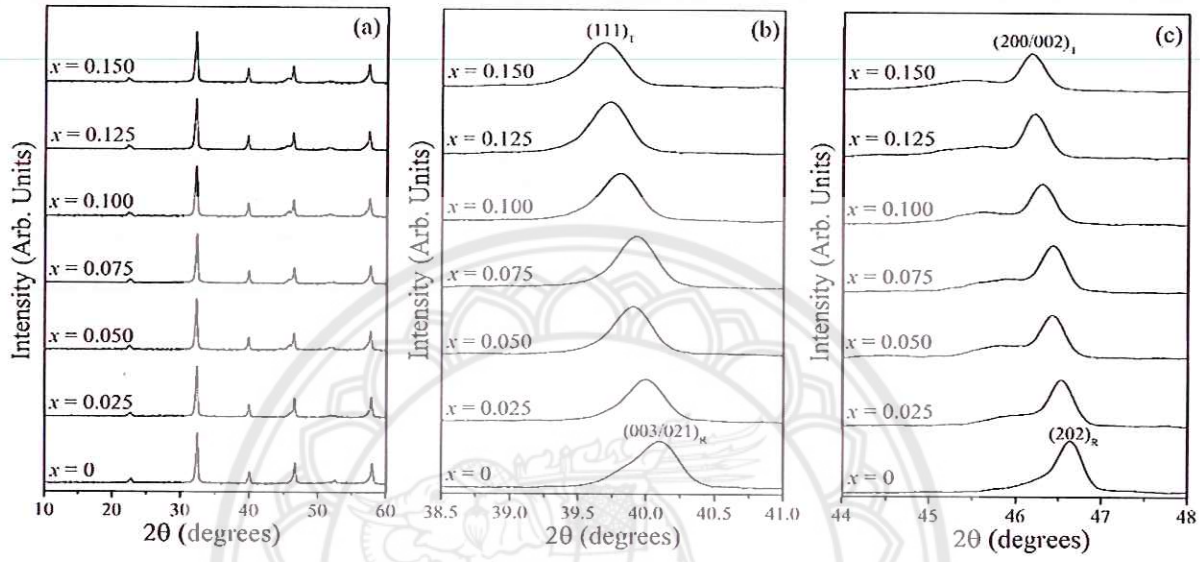 (a)
x = 0.150
x = 0.125
x = 0.100
x = 0.075
x = 0.050
x = 0.025
x = 0
Intensity (Arb. Units)
10 20 30 40 50 60
2θ (degrees)
(b)
(111)T
x = 0.150
x = 0.125
x = 0.100
x = 0.075
x = 0.050
x = 0.025
(003/021)R
x = 0
Intensity (Arb. Units)
38.5 39.0 39.5 40.0 40.5 41.0
2θ (degrees)
(c)
(200/002)T
x = 0.150
x = 0.125
x = 0.100
x = 0.075
x = 0.050
x = 0.025
(202)R
x = 0
Intensity (Arb. Units)
44 45 46 47 48
2θ (degrees)